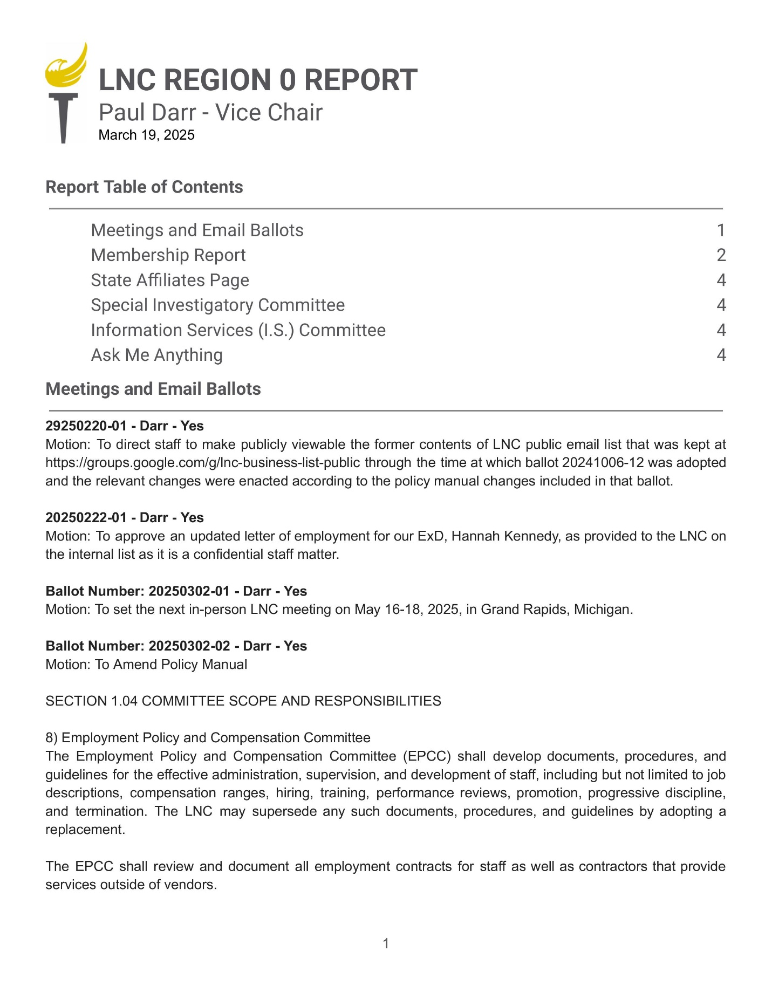 LNC REGION 0 REPORT
Paul Darr - Vice Chair
March 19, 2025
Report Table of Contents
Meetings and Email Ballots 1
Membership Report 2
State Affiliates Page 4
Special Investigatory Committee 4
Information Services (I.S.) Committee 4
Ask Me Anything 4
Meetings and Email Ballots
29250220-01 - Darr - Yes
Motion: To direct staff to make publicly viewable the former contents of LNC public email list that was kept at
https://groups.google.com/g/lnc-business-list-public through the time at which ballot 20241006-12 was adopted
and the relevant changes were enacted according to the policy manual changes included in that ballot.
20250222-01 - Darr - Yes
Motion: To approve an updated letter of employment for our ExD, Hannah Kennedy, as provided to the LNC on
the internal list as it is a confidential staff matter.
Ballot Number: 20250302-01 - Darr - Yes
Motion: To set the next in-person LNC meeting on May 16-18, 2025, in Grand Rapids, Michigan.
Ballot Number: 20250302-02 - Darr - Yes
Motion: To Amend Policy Manual
SECTION 1.04 COMMITTEE SCOPE AND RESPONSIBILITIES
8) Employment Policy and Compensation Committee
The Employment Policy and Compensation Committee (EPCC) shall develop documents, procedures, and
guidelines for the effective administration, supervision, and development of staff, including but not limited to job
descriptions, compensation ranges, hiring, training, performance reviews, promotion, progressive discipline,
and termination. The LNC may supersede any such documents, procedures, and guidelines by adopting a
replacement.
The EPCC shall review and document all employment contracts for staff as well as contractors that provide
services outside of vendors.
1